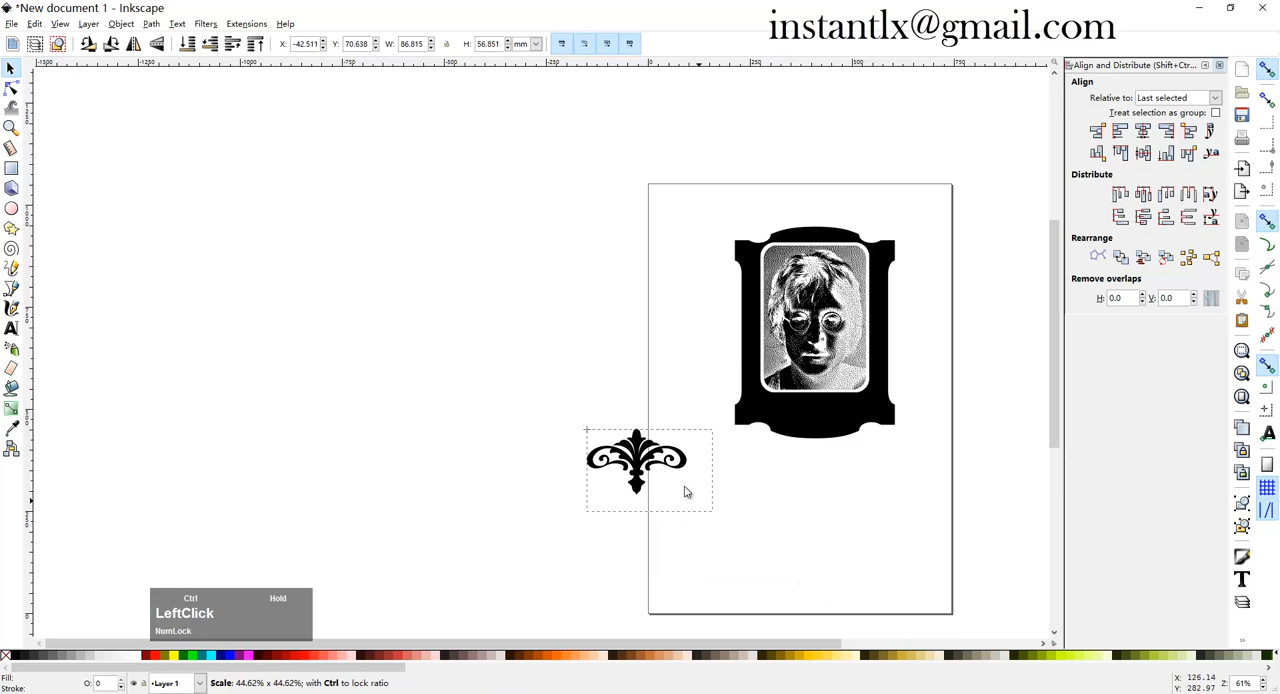 *New document 1 - Inkscape
instantlx@gmail.com
File Edit View Layer Object Path Text Filters Extensions Help
X: -42.511 Y: 70.638 W: 86.815 H: 56.851 mm
Align and Distribute (Shift+Ctr...
Align
Relative to: Last selected
Treat selection as group:
Distribute
Rearrange
Remove overlaps
H: 0.0 V: 0.0
Ctrl Hold
LeftClick
NumLock
Fill:
Stroke:
O: 0
•Layer 1
Scale: 44.62% x 44.62%; with Ctrl to lock ratio
X: 126.14
Y: 282.97
Z: 61%